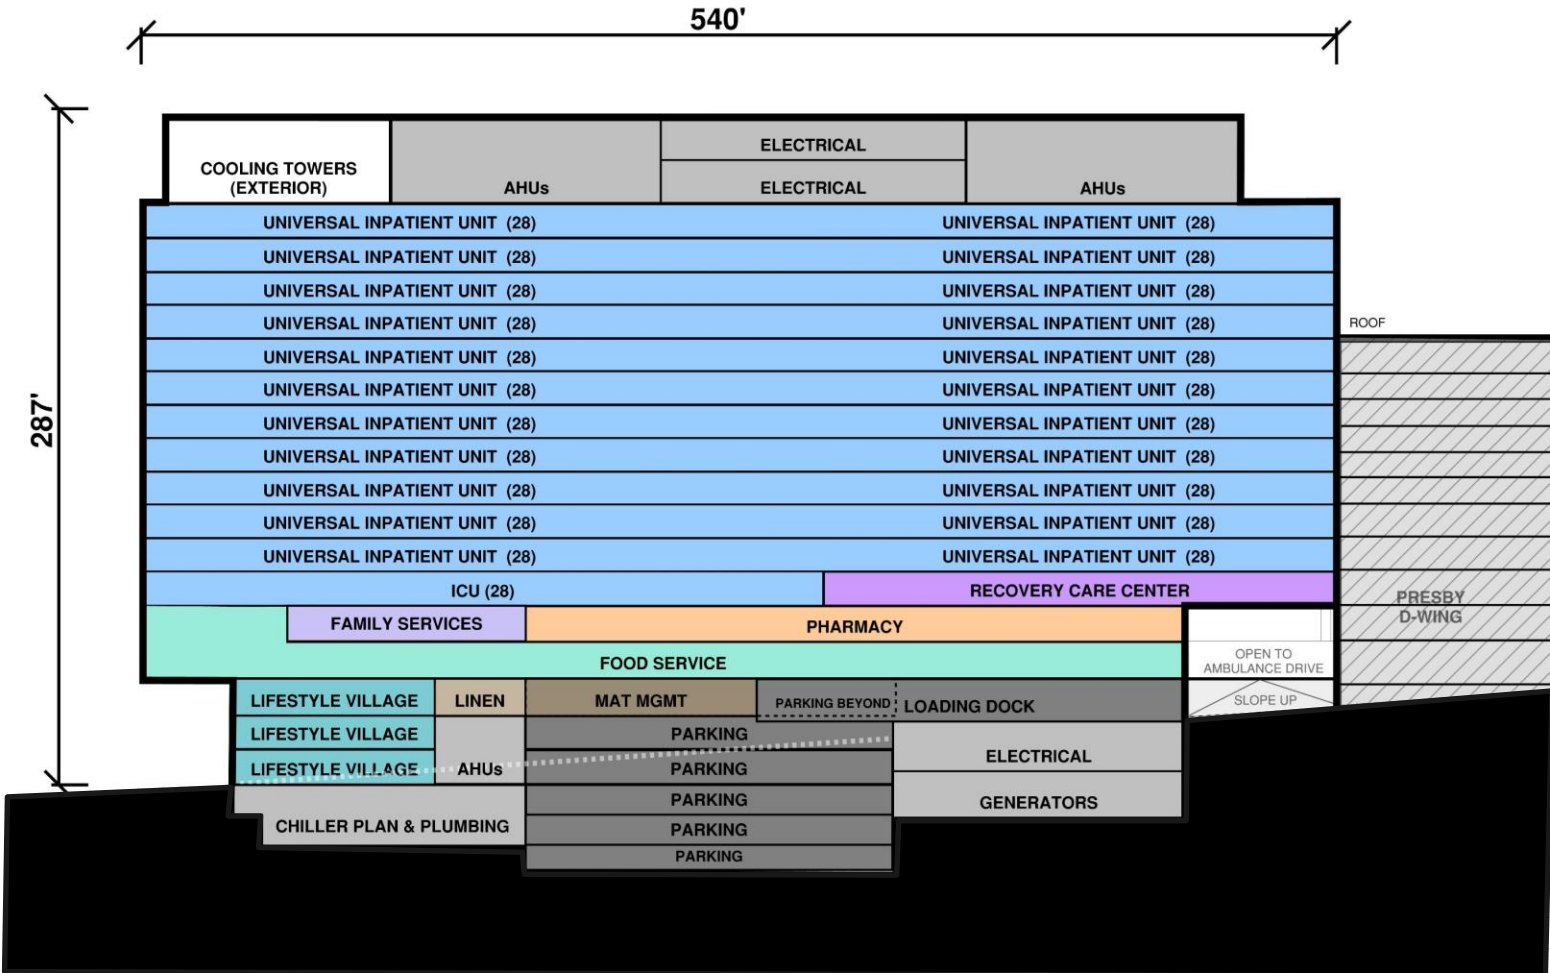 540'
287'
ELECTRICAL
COOLING TOWERS
(EXTERIOR)
AHUs
ELECTRICAL
AHUs
UNIVERSAL INPATIENT UNIT (28)
UNIVERSAL INPATIENT UNIT (28)
UNIVERSAL INPATIENT UNIT (28)
UNIVERSAL INPATIENT UNIT (28)
UNIVERSAL INPATIENT UNIT (28)
UNIVERSAL INPATIENT UNIT (28)
UNIVERSAL INPATIENT UNIT (28)
UNIVERSAL INPATIENT UNIT (28)
ROOF
UNIVERSAL INPATIENT UNIT (28)
UNIVERSAL INPATIENT UNIT (28)
UNIVERSAL INPATIENT UNIT (28)
UNIVERSAL INPATIENT UNIT (28)
UNIVERSAL INPATIENT UNIT (28)
UNIVERSAL INPATIENT UNIT (28)
UNIVERSAL INPATIENT UNIT (28)
UNIVERSAL INPATIENT UNIT (28)
UNIVERSAL INPATIENT UNIT (28)
UNIVERSAL INPATIENT UNIT (28)
UNIVERSAL INPATIENT UNIT (28)
UNIVERSAL INPATIENT UNIT (28)
UNIVERSAL INPATIENT UNIT (28)
UNIVERSAL INPATIENT UNIT (28)
ICU (28)
RECOVERY CARE CENTER
PRESBY
D-WING
FAMILY SERVICES
PHARMACY
FOOD SERVICE
OPEN TO
AMBULANCE DRIVE
LIFESTYLE VILLAGE
LINEN
MAT MGMT
PARKING BEYOND
LOADING DOCK
SLOPE UP
LIFESTYLE VILLAGE
PARKING
ELECTRICAL
LIFESTYLE VILLAGE
AHUs
PARKING
PARKING
GENERATORS
CHILLER PLAN & PLUMBING
PARKING
PARKING